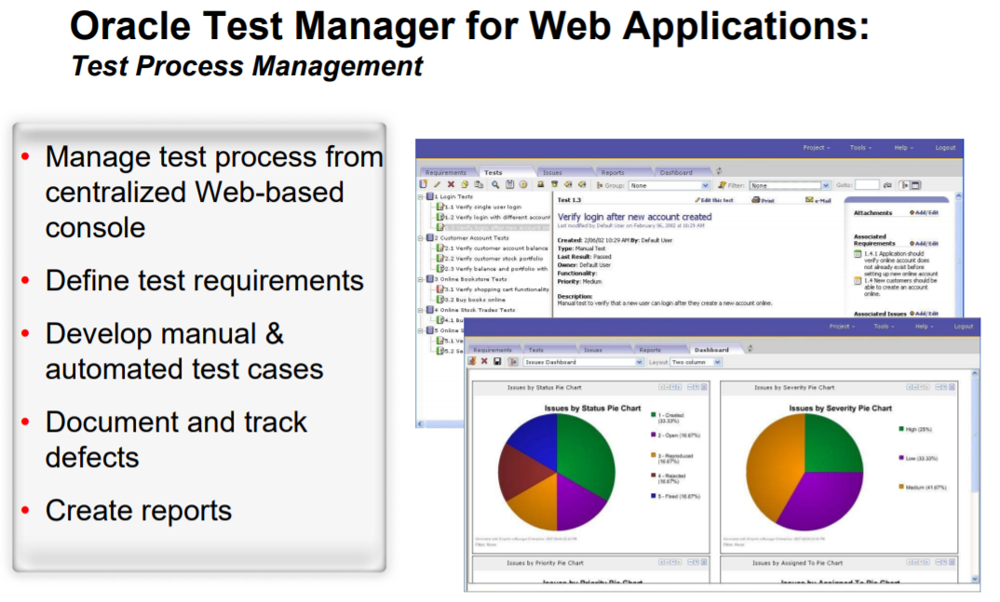 Oracle Test Manager for Web Applications:
Test Process Management
• Manage test process from
centralized Web-based
console
• Define test requirements
• Develop manual &
automated test cases
• Document and track
defects
• Create reports
Project
Tools
Help
Logout
Requirements
Tests
Issues
Reports
Dashboard
Group: None
Filter: None
Goto:
1 Login Tests
1.1 Verify single user login
1.2 Verify login with different account
2 Customer Account Tests
2.1 Verify customer account balance
2.2 Verify customer stock portfolio
2.3 Verify balance and portfolio with
3 Online Bookstore Tests
3.1 Verify shopping cart functionality
3.2 Buy books online
4 Online Stock Trades Tests
4.1 Bu
5 Online S
5.1 Ve
5.2 Se
Test 1.3
Edit this test
Print
e-Mail
Verify login after new account created
Last modified by Default User on February 06, 2002 at 10:29 AM
Created: 2/06/02 10:29 AM By: Default User
Type: Manual Test
Last Result: Passed
Owner: Default User
Functionality:
Priority: Medium
Description:
Manual test to verify that a new user can login after they create a new account online.
Attachments Add/Edit
Associated
Requirements Add/Edit
1.4.1 Application should
verify online account does
not already exist before
setting up new online account
1.4 New customers should be
able to create an account
online.
Associated Issues Add/Edit
Project
Tools
Help
Logout
Requirements
Tests
Issues
Reports
Dashboard
Issues Dashboard
Layout Two column
Issues by Status Pie Chart
Issues by Status Pie Chart
1 - Created
(33.33%)
2 - Open (16.67%)
3 - Reproduced
(16.67%)
4 - Rejected
(16.67%)
5 - Fixed (16.67%)
Issues by Severity Pie Chart
Issues by Severity Pie Chart
High (25%)
Low (33.33%)
Medium (41.67%)
Issues by Priority Pie Chart
Issues by Priority Pie Chart
Issues by Assigned To Pie Chart
Issues by Assigned To Pie Chart